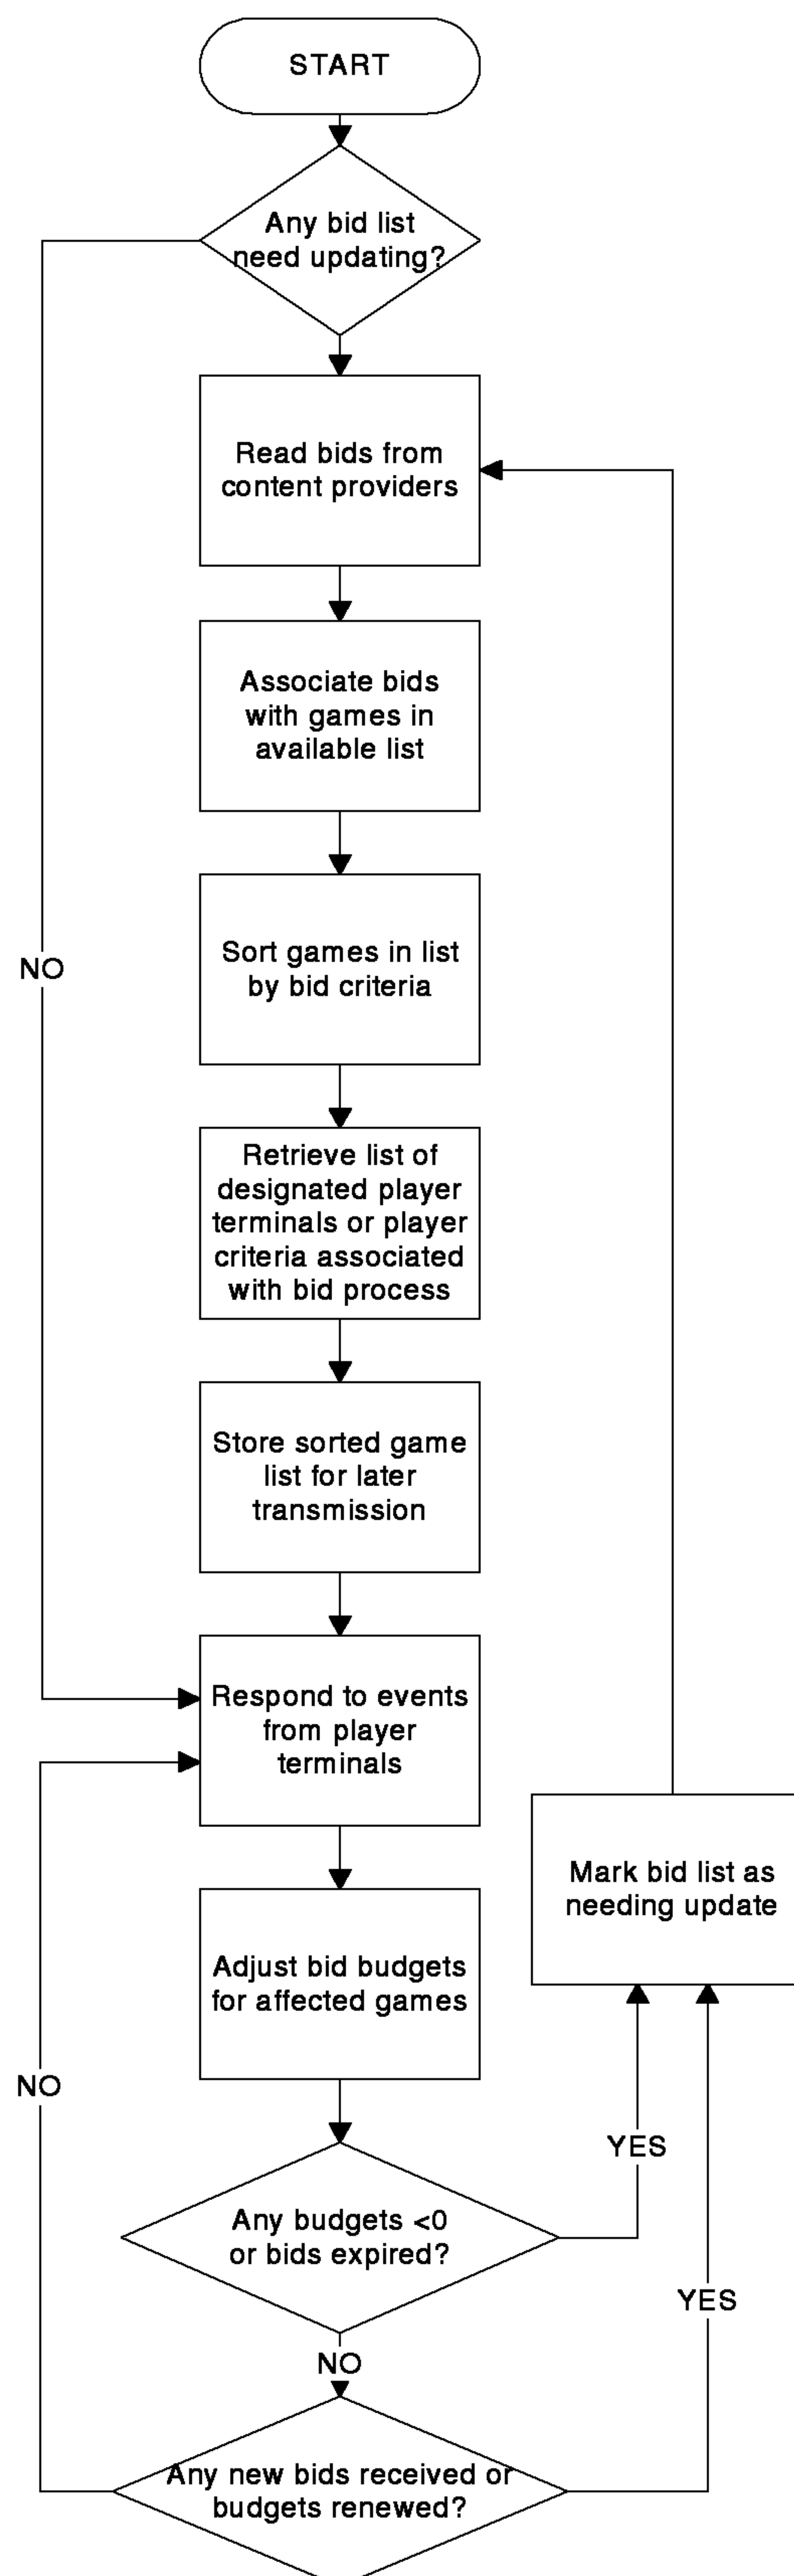 START
Any bid list
need updating?
Read bids from
content providers
Associate bids
with games in
available list
Sort games in list
by bid criteria
NO
Retrieve list of
designated player
terminals or player
criteria associated
with bid process
Store sorted game
list for later
transmission
Respond to events
from player
terminals
Mark bid list as
needing update
Adjust bid budgets
for affected games
NO
YES
Any budgets <0
or bids expired?
YES
NO
Any new bids received or
budgets renewed?